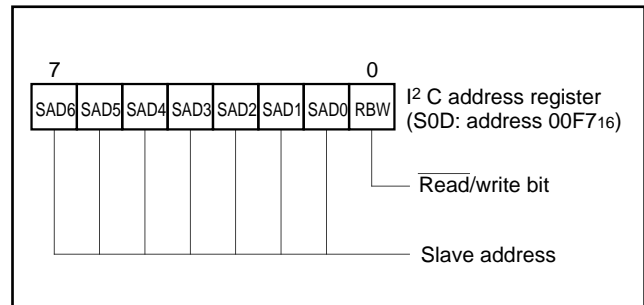 7 0
SAD6 SAD5 SAD4 SAD3 SAD2 SAD1 SAD0 RBW
I² C address register
(S0D: address 00F7₁₆)
Read/write bit
Slave address